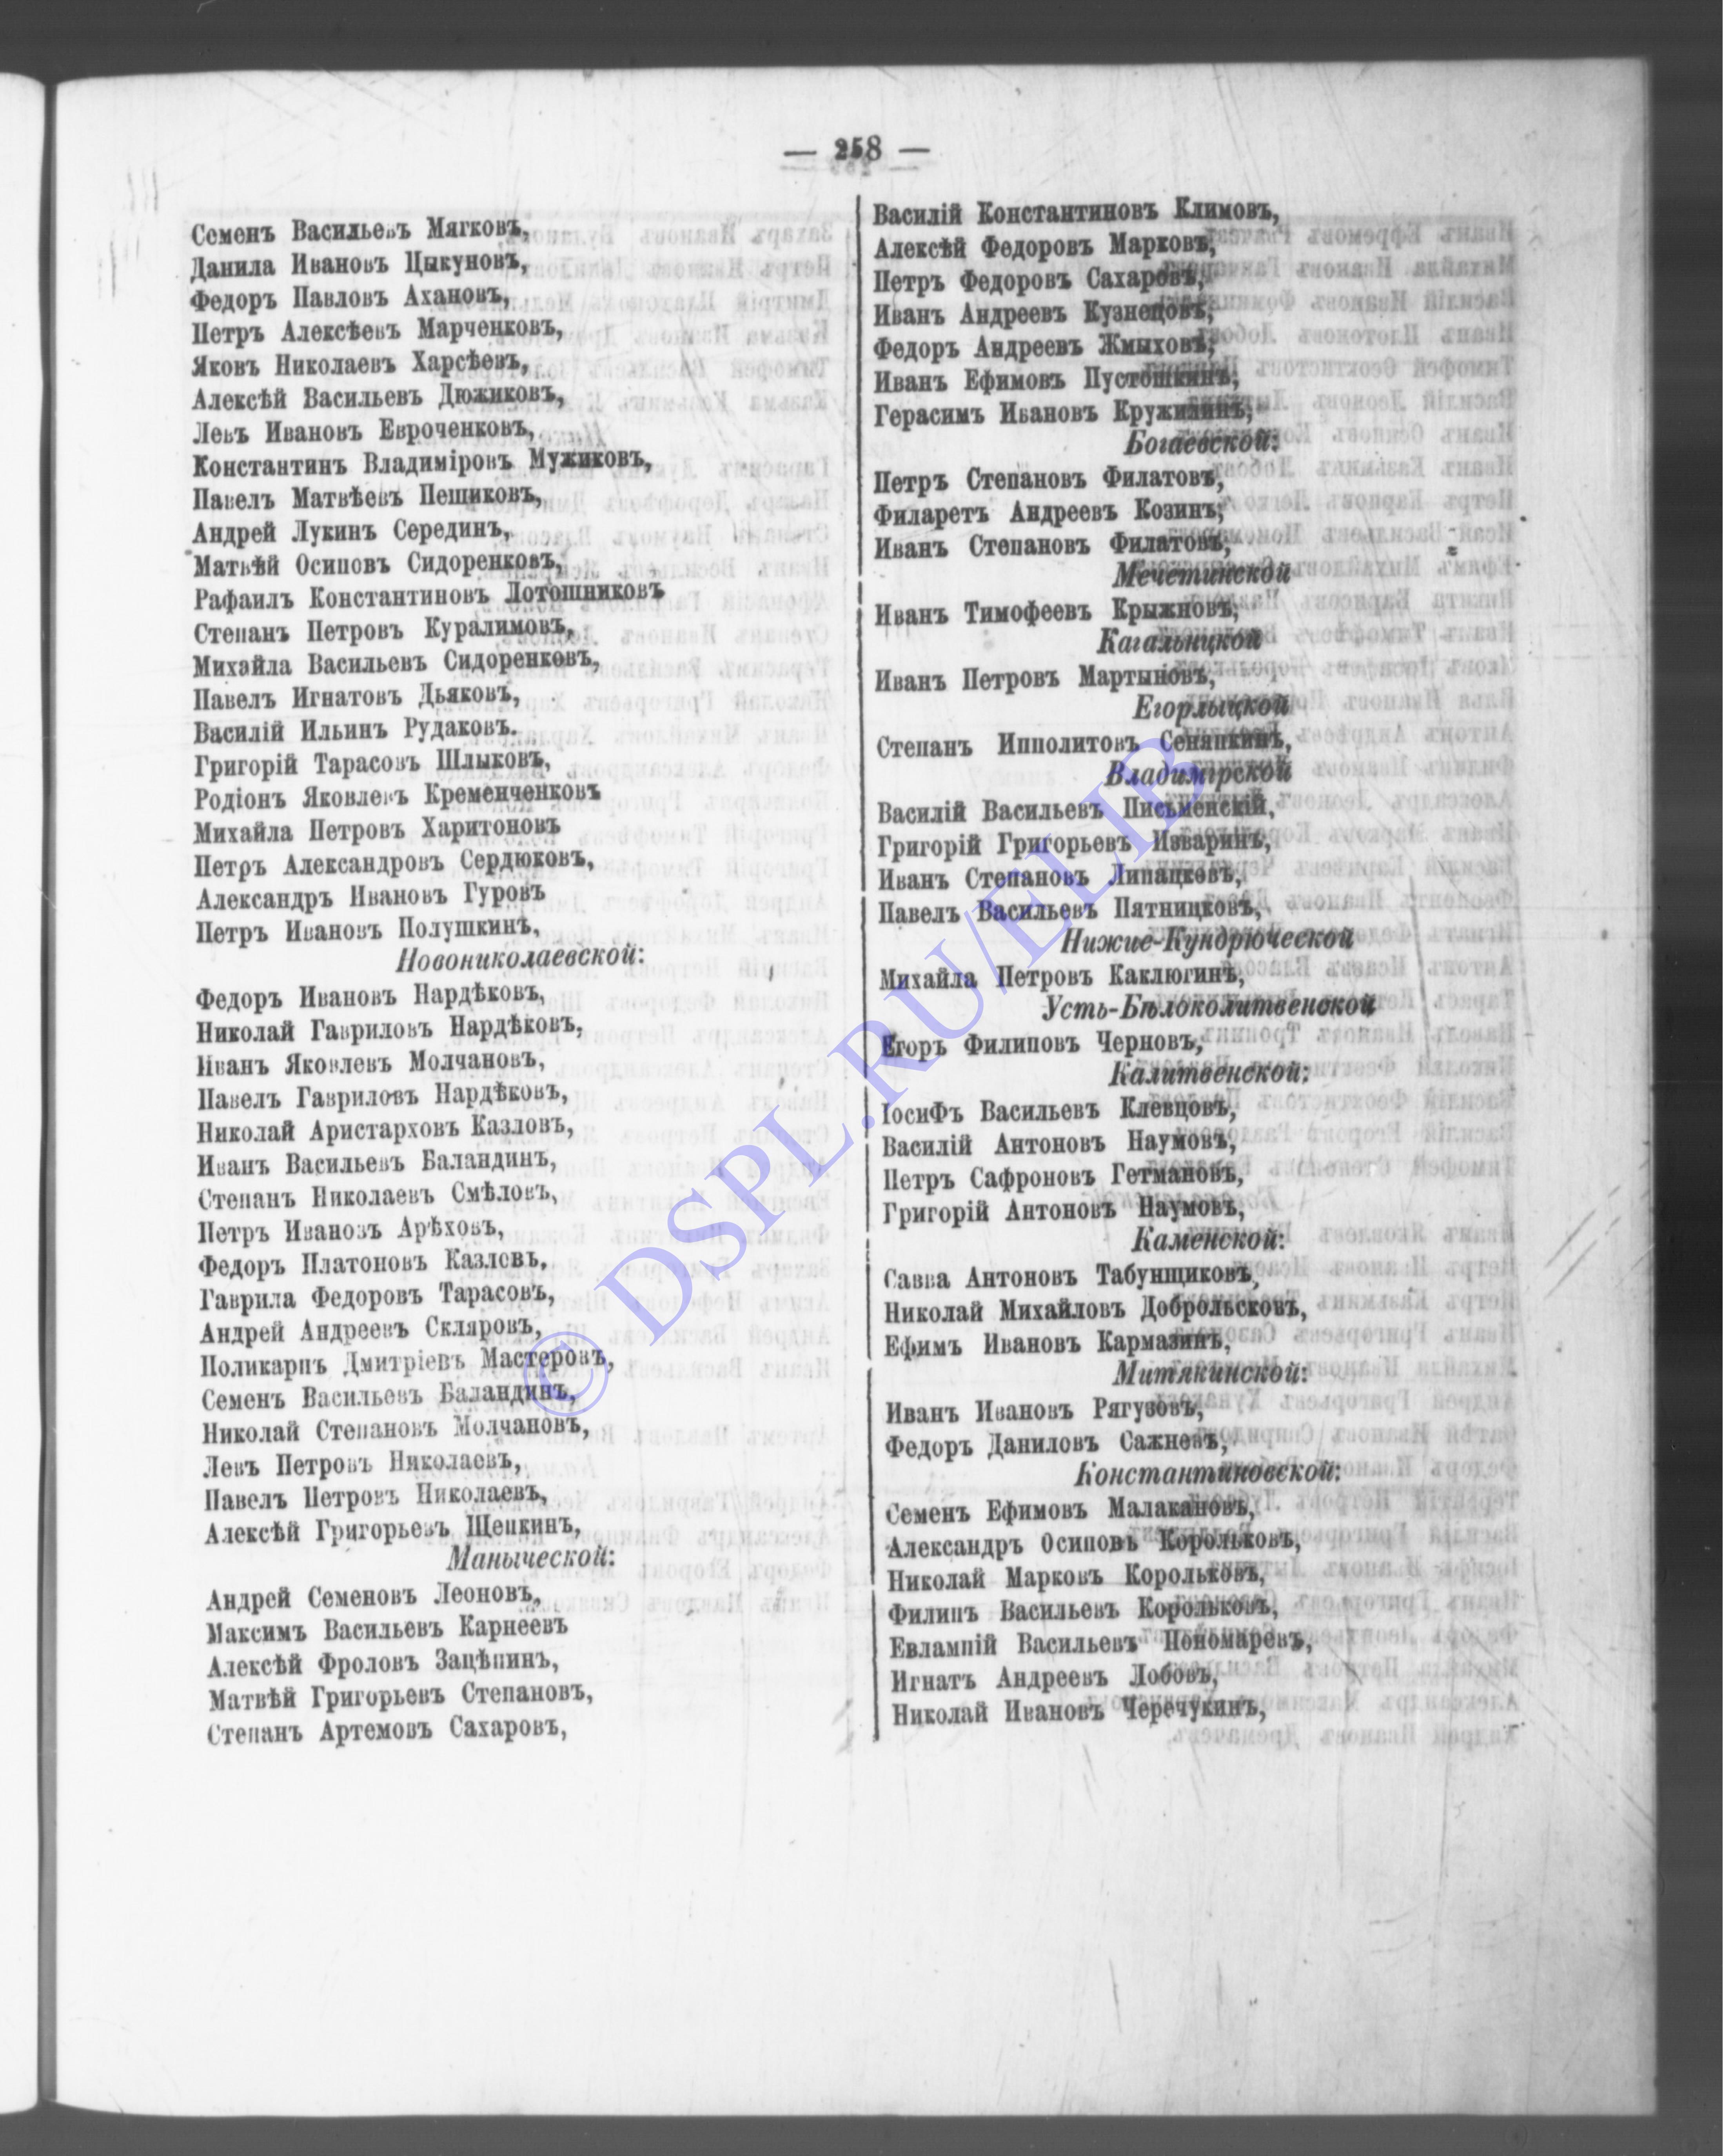 — 258 —
Семенъ Васильевъ Мягковъ,
Данила Ивановъ Цыкуновъ,
Федоръ Павловъ Ахановъ,
Петръ Алексѣевъ Марченковъ,
Яковъ Николаевъ Харсѣевъ,
Алексѣй Васильевъ Дюжиковъ,
Левъ Ивановъ Евроченковъ,
Константинъ Владиміровъ Мужиковъ,
Павелъ Матвѣевъ Пещиковъ,
Андрей Лукинъ Серединъ,
Матвѣй Осиповъ Сидоренковъ,
Рафаилъ Константиновъ Лотошниковъ
Степанъ Петровъ Куралимовъ,
Михайла Васильевъ Сидоренковъ,
Павелъ Игнатовъ Дьяковъ,
Василій Ильинъ Рудаковъ.
Григорій Тарасовъ Шлыковъ,
Родіонъ Яковлевъ Кременченковъ
Михайла Петровъ Харитоновъ
Петръ Александровъ Сердюковъ,
Александръ Ивановъ Гуровъ
Петръ Ивановъ Полушкинъ,
Новониколаевской:
Федоръ Ивановъ Нардѣковъ,
Николай Гавриловъ Нардѣковъ,
Иванъ Яковлевъ Молчановъ,
Павелъ Гавриловъ Нардѣковъ,
Николай Аристарховъ Казловъ,
Иванъ Васильевъ Баландинъ,
Степанъ Николаевъ Смѣловъ,
Петръ Ивановъ Арѣховъ,
Федоръ Платоновъ Казловъ,
Гаврила Федоровъ Тарасовъ,
Андрей Андреевъ Скляровъ,
Поликарпъ Дмитріевъ Мастеровъ,
Семенъ Васильевъ Баландинъ,
Николай Степановъ Молчановъ,
Левъ Петровъ Николаевъ,
Павелъ Петровъ Николаевъ,
Алексѣй Григорьевъ Щепкинъ,
Маныческой:
Андрей Семеновъ Леоновъ,
Максимъ Васильевъ Карнеевъ
Алексѣй Фроловъ Зацѣпинъ,
Матвѣй Григорьевъ Степановъ,
Степанъ Артемовъ Сахаровъ,
Василій Константиновъ Климовъ,
Алексѣй Федоровъ Марковъ,
Петръ Федоровъ Сахаровъ,
Иванъ Андреевъ Кузнецовъ,
Федоръ Андреевъ Жмыховъ,
Иванъ Ефимовъ Пустошкинъ,
Герасимъ Ивановъ Кружилинъ,
Богаевской:
Петръ Степановъ Филатовъ,
Филаретъ Андреевъ Козинъ,
Иванъ Степановъ Филатовъ,
Мечетинской
Иванъ Тимофеевъ Крыжновъ,
Кагальницкой
Иванъ Петровъ Мартыновъ,
Егорлыцкой
Степанъ Ипполитовъ Сеняпкинъ,
Владимірской
Василій Васильевъ Письменскій,
Григорій Григорьевъ Изваринъ,
Иванъ Степановъ Липацковъ,
Павелъ Васильевъ Пятницковъ,
Нижие-Кундрюческой
Михайла Петровъ Каклюгинъ,
Усть-Бѣлоколитвенской
Егоръ Филиповъ Черновъ,
Калитвенской:
Іосифъ Васильевъ Клевцовъ,
Василій Антоновъ Наумовъ,
Петръ Сафроновъ Гетмановъ,
Григорій Антоновъ Наумовъ,
Каменской:
Савва Антоновъ Табунщиковъ,
Николай Михайловъ Доброльсковъ,
Ефимъ Ивановъ Кармазинъ,
Митякинской:
Иванъ Ивановъ Рягузовъ,
Федоръ Даниловъ Сажневъ,
Константиновской:
Семенъ Ефимовъ Малакановъ,
Александръ Осиповъ Корольковъ,
Николай Марковъ Корольковъ,
Филипъ Васильевъ Корольковъ,
Евлампій Васильевъ Пономаревъ,
Игнатъ Андреевъ Лобовъ,
Николай Ивановъ Черечукинъ,
© DSPL.RU/ELIB